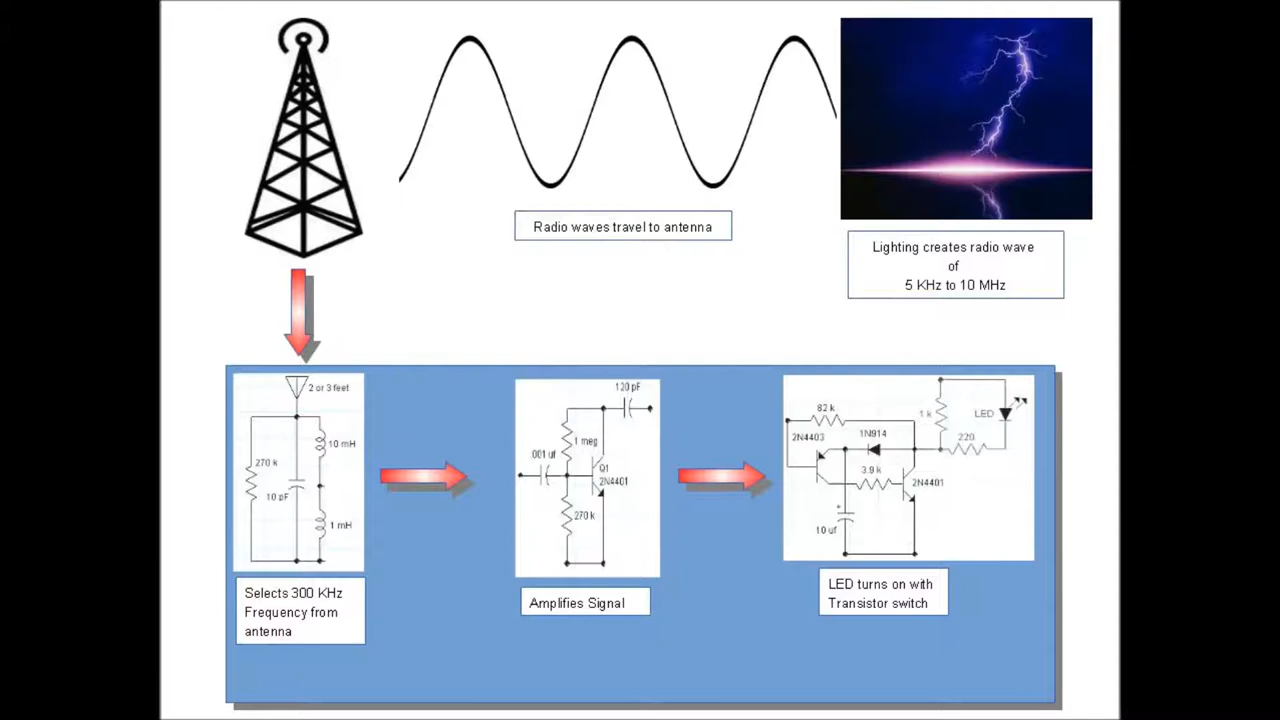 Radio waves travel to antenna
Lighting creates radio wave
of
5 KHz to 10 MHz
2 or 3 feet
10 mH
270 k
10 pF
1 mH
Selects 300 KHz
Frequency from
antenna
120 pF
1 meg
.001 uf
Q1
2N4401
270 k
Amplifies Signal
82 k
1 k
LED
2N4403
1N914
220
3.9 k
2N4401
+
10 uf
LED turns on with
Transistor switch